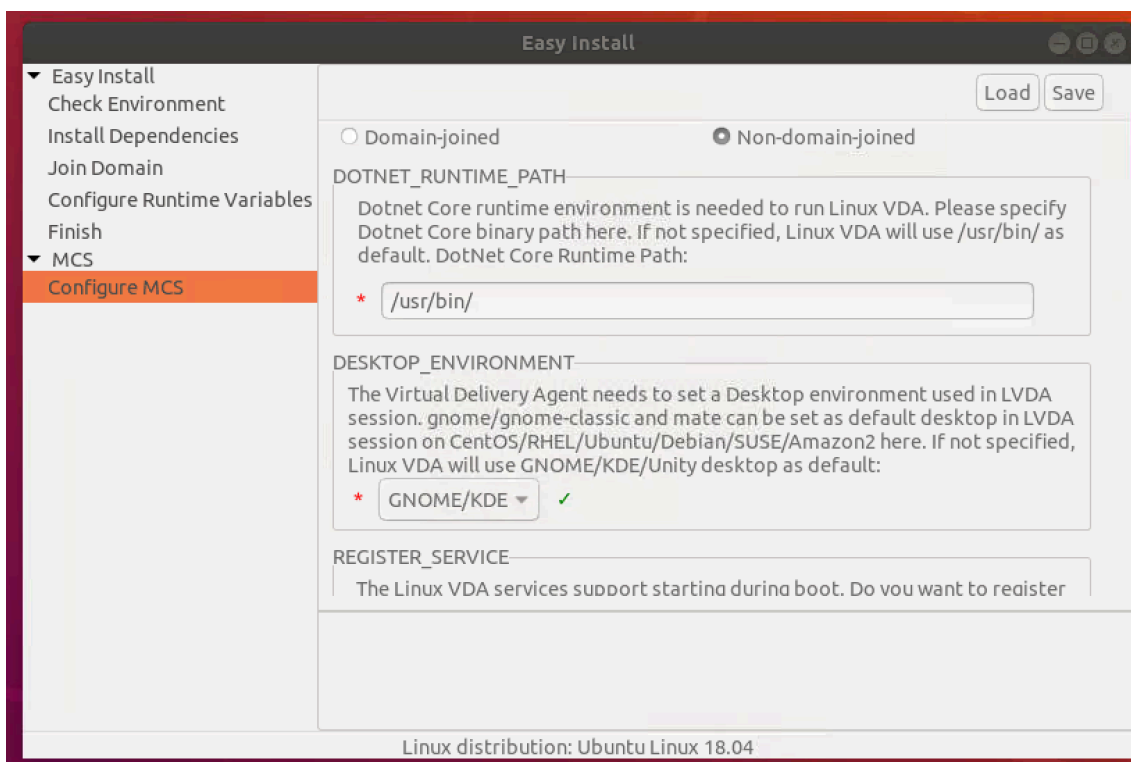 Easy Install
Easy Install
Check Environment
Install Dependencies
Join Domain
Configure Runtime Variables
Finish
MCS
Configure MCS
Load Save
Domain-joined Non-domain-joined
DOTNET_RUNTIME_PATH
Dotnet Core runtime environment is needed to run Linux VDA. Please specify
Dotnet Core binary path here. If not specified, Linux VDA will use /usr/bin/ as
default. DotNet Core Runtime Path:
* /usr/bin/
DESKTOP_ENVIRONMENT
The Virtual Delivery Agent needs to set a Desktop environment used in LVDA
session. gnome/gnome-classic and mate can be set as default desktop in LVDA
session on CentOS/RHEL/Ubuntu/Debian/SUSE/Amazon2 here. If not specified,
Linux VDA will use GNOME/KDE/Unity desktop as default:
* GNOME/KDE ✓
REGISTER_SERVICE
The Linux VDA services support starting during boot. Do you want to register
Linux distribution: Ubuntu Linux 18.04